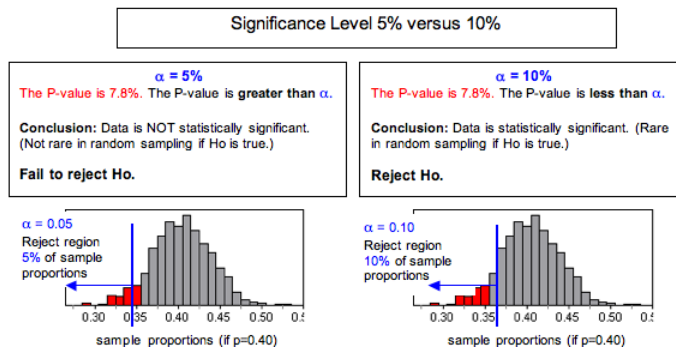 Significance Level 5% versus 10%
α = 5%
The P-value is 7.8%. The P-value is greater than α.
Conclusion: Data is NOT statistically significant.
(Not rare in random sampling if Ho is true.)
Fail to reject Ho.
α = 10%
The P-value is 7.8%. The P-value is less than α.
Conclusion: Data is statistically significant. (Rare
in random sampling if Ho is true.)
Reject Ho.
α = 0.05
Reject region
5% of sample
proportions
0.30 0.35 0.40 0.45 0.50
sample proportions (if p=0.40)
α = 0.10
Reject region
10% of sample
proportions
0.30 0.35 0.40 0.45 0.50
sample proportions (if p=0.40)